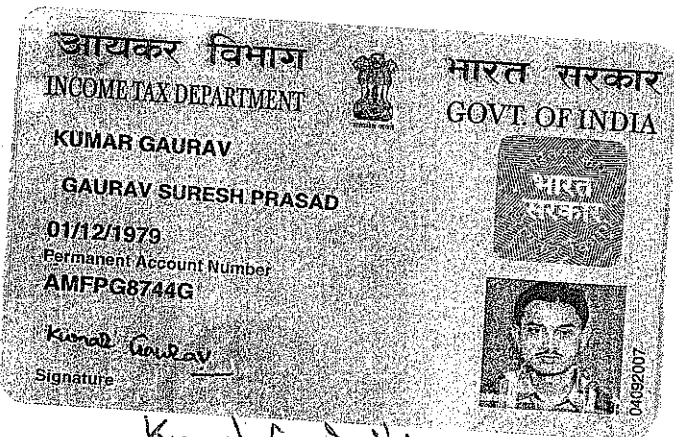 आयकर विभाग
INCOME TAX DEPARTMENT
भारत सरकार
GOVT. OF INDIA
KUMAR GAURAV
GAURAV SURESH PRASAD
01/12/1979
Permanent Account Number
AMFPG8744G
Kumar Gaurav
Signature
भारत
सरकार
04092007
Kumar